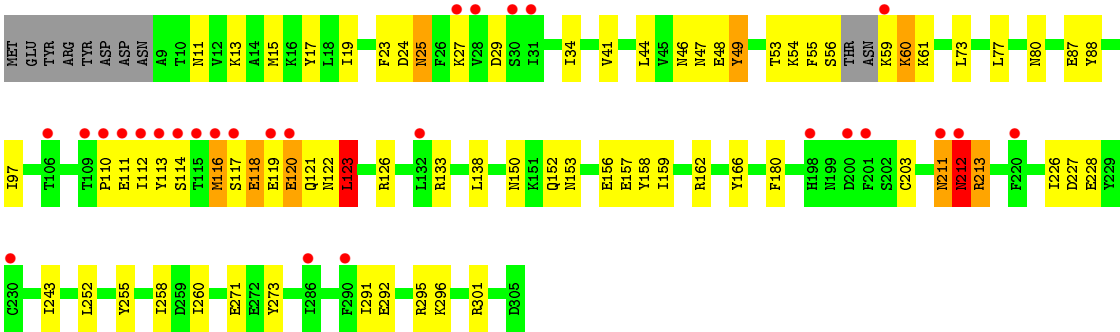 MET GLU TYR ARG TYR ASP ASP ASN A9 T10 N11 V12 K13 A14 M15 K16 Y17 L18 I19 F23 D24 N25 F26 K27 V28 D29 S30 I31 I34 V41 L44 V45 N46 N47 E48 Y49 T53 K54 F55 S56 THR ASN K59 K60 K61 L73 L77 N80 E87 Y88
I97 T106 T109 P110 E111 I112 Y113 S114 T115 M116 S117 E118 E119 E120 Q121 N122 L123 R126 L132 R133 L138 N150 K151 Q152 N153 E156 E157 Y158 I159 R162 Y166 F180 H198 N199 D200 F201 S202 C203 N211 N212 R213 F220 I226 D227 E228 Y229
C230 I243 L252 Y255 I258 D259 I260 E271 E272 Y273 I286 F290 I291 E292 R295 K296 R301 D305